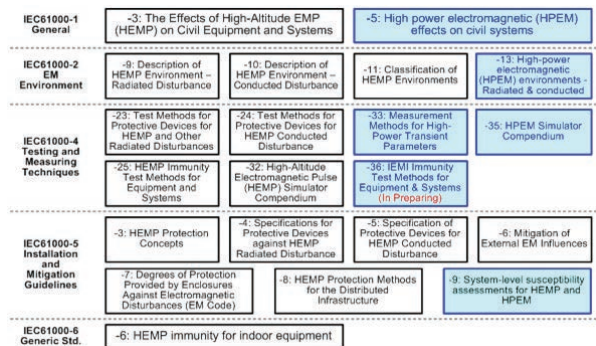 IEC61000-1
General
-3: The Effects of High-Altitude EMP
(HEMP) on Civil Equipment and Systems
-5: High power electromagnetic (HPEM)
effects on civil systems
IEC61000-2
EM
Environment
-9: Description of
HEMP Environment –
Radiated Disturbance
-10: Description of
HEMP Environment –
Conducted Disturbance
-11: Classification of
HEMP Environments
-13: High-power
electromagnetic
(HPEM) environments -
Radiated & conducted
IEC61000-4
Testing and
Measuring
Techniques
-23: Test Methods for
Protective Devices for
HEMP and Other
Radiated Disturbances
-24: Test Methods for
Protective Devices for
HEMP Conducted
Disturbance
-33: Measurement
Methods for High-
Power Transient
Parameters
-35: HPEM Simulator
Compendium
-25: HEMP Immunity
Test Methods for
Equipment and
Systems
-32: High-Altitude
Electromagnetic Pulse
(HEMP) Simulator
Compendium
-36: IEMI Immunity
Test Methods for
Equipment & Systems
(In Preparing)
IEC61000-5
Installation
and
Mitigation
Guidelines
-3: HEMP Protection
Concepts
-4: Specifications for
Protective Devices
against HEMP
Radiated Disturbance
-5: Specification of
Protective Devices for
HEMP Conducted
Disturbance
-6: Mitigation of
External EM Influences
-7: Degrees of Protection
Provided by Enclosures
Against Electromagnetic
Disturbances (EM Code)
-8: HEMP Protection Methods
for the Distributed
Infrastructure
-9: System-level susceptibility
assessments for HEMP and
HPEM
IEC61000-6
Generic Std.
-6: HEMP immunity for indoor equipment